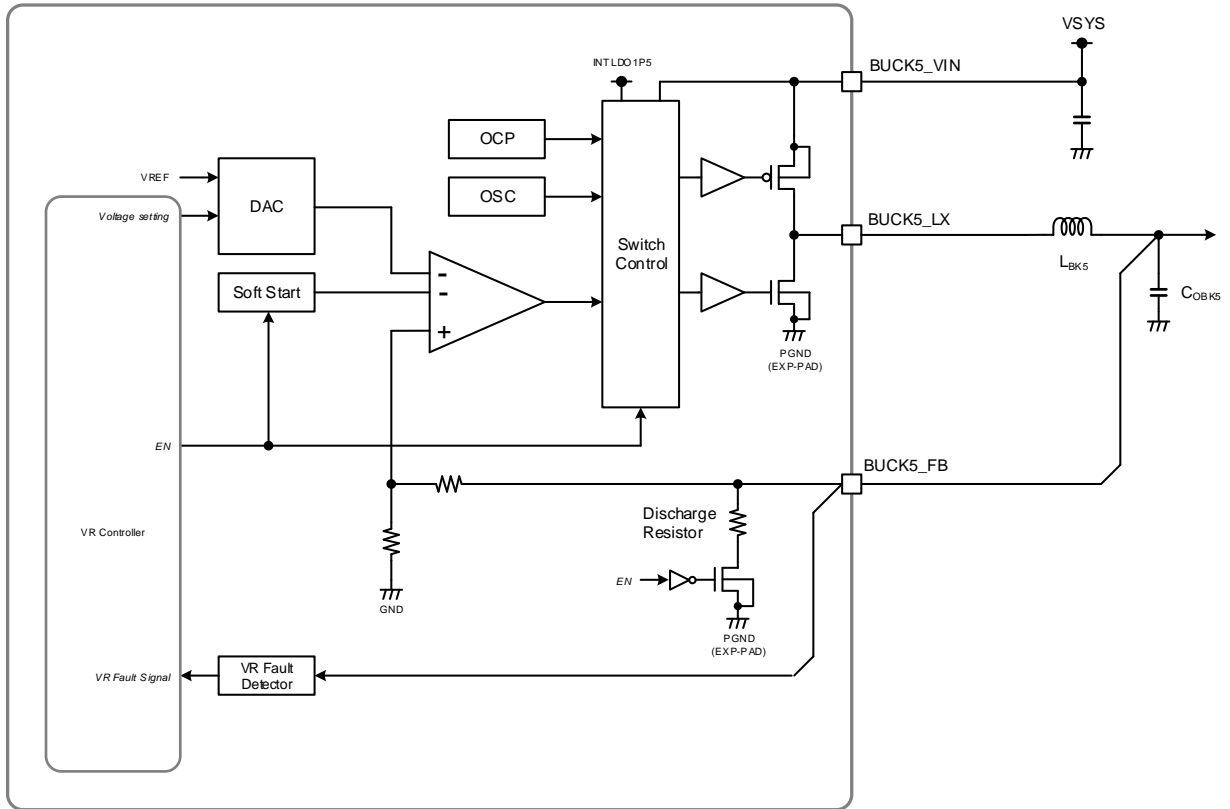 VSYS
INTLDO1P5
BUCK5_VIN
OCP
VREF
DAC
OSC
Voltage setting
BUCK5_LX
Switch
Control
LBK5
Soft Start
-
-
+
COBK5
PGND
(EXP-PAD)
EN
BUCK5_FB
Discharge
Resistor
VR Controller
EN
GND
PGND
(EXP-PAD)
VR Fault Signal
VR Fault
Detector